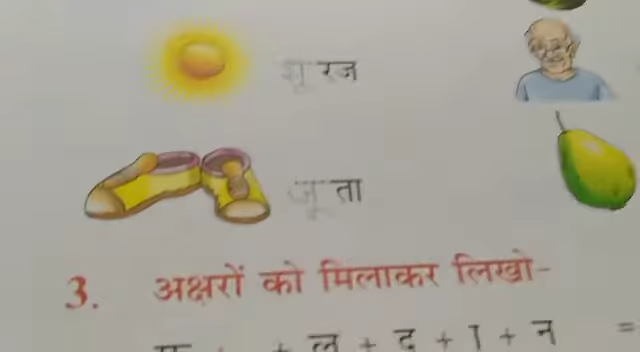 सूरज
जूता
3. अक्षरों को मिलाकर लिखो-
+ ल + द + ा + न =